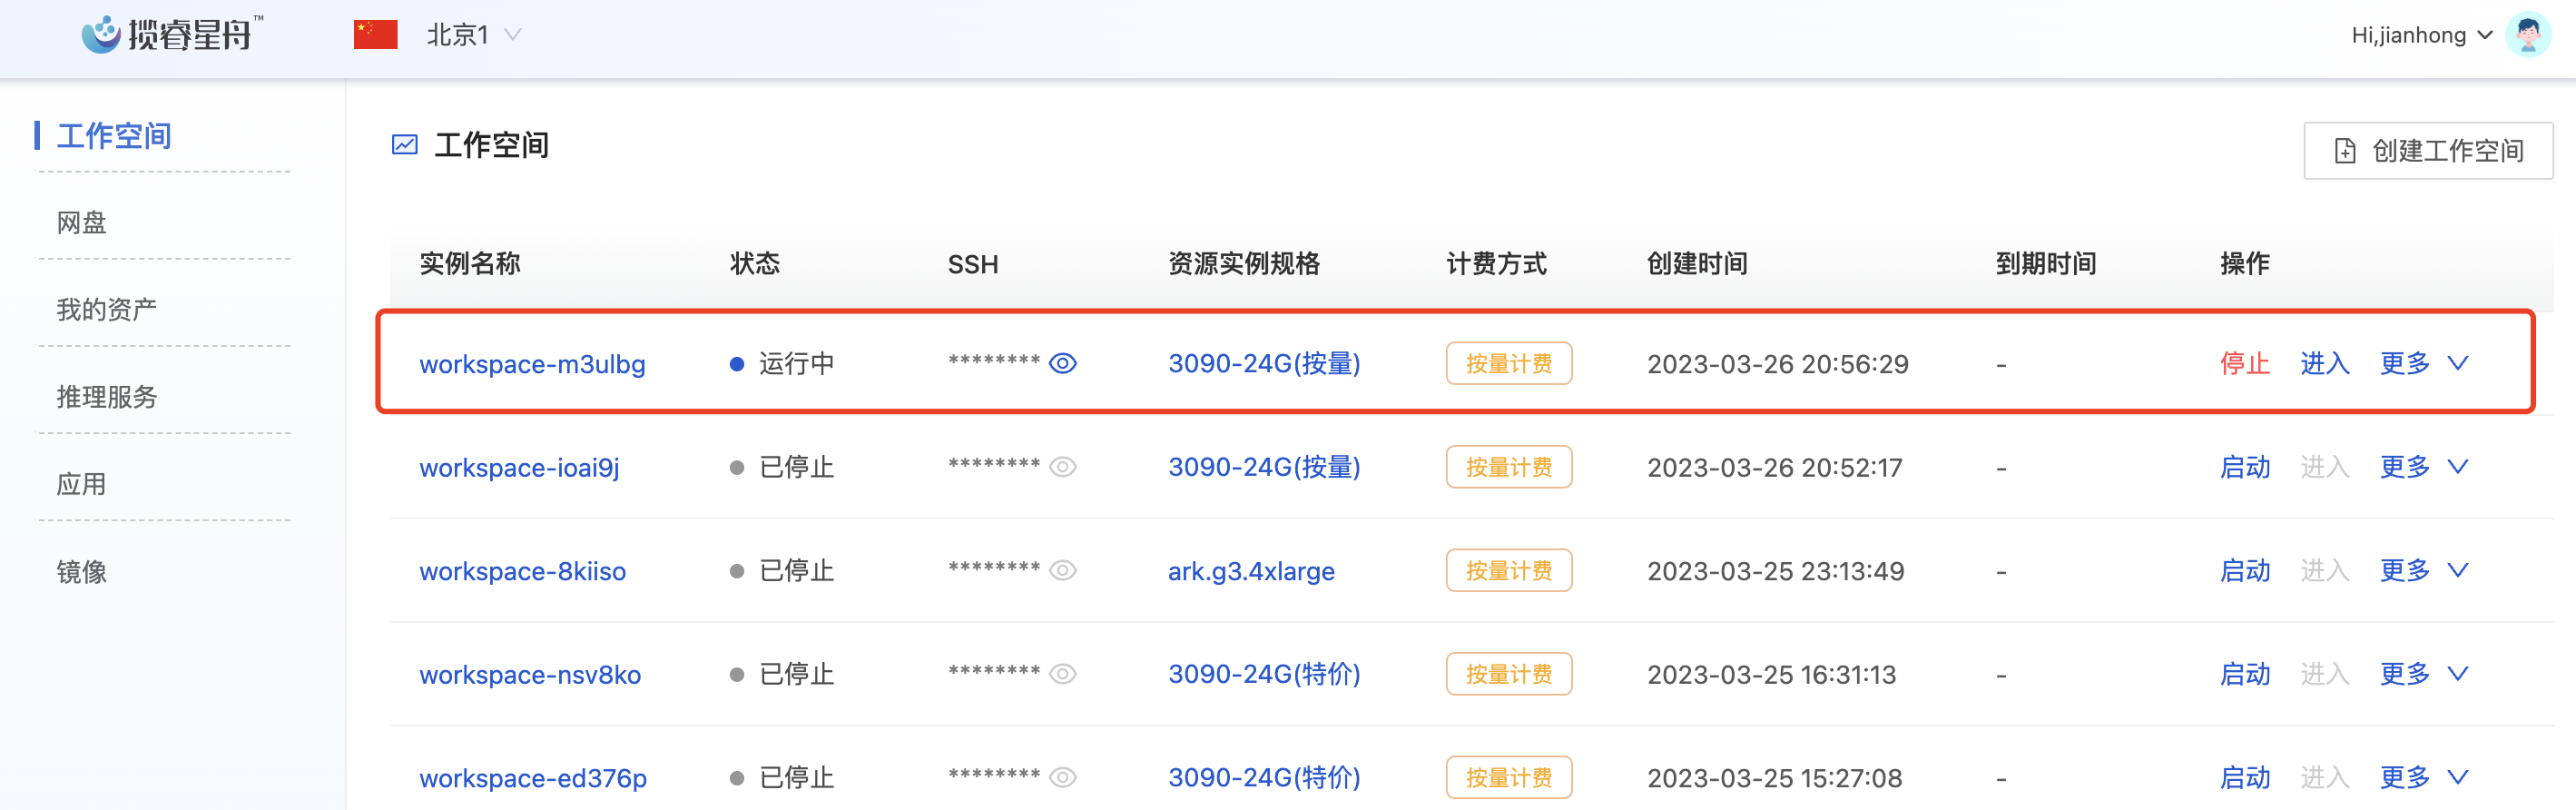 揽睿星舟™ 北京1 Hi,jianhong
工作空间
网盘
我的资产
推理服务
应用
镜像
工作空间 创建工作空间
实例名称 状态 SSH 资源实例规格 计费方式 创建时间 到期时间 操作
workspace-m3ulbg 运行中 ******** 3090-24G(按量) 按量计费 2023-03-26 20:56:29 - 停止 进入 更多
workspace-ioai9j 已停止 ******** 3090-24G(按量) 按量计费 2023-03-26 20:52:17 - 启动 进入 更多
workspace-8kiiso 已停止 ******** ark.g3.4xlarge 按量计费 2023-03-25 23:13:49 - 启动 进入 更多
workspace-nsv8ko 已停止 ******** 3090-24G(特价) 按量计费 2023-03-25 16:31:13 - 启动 进入 更多
workspace-ed376p 已停止 ******** 3090-24G(特价) 按量计费 2023-03-25 15:27:08 - 启动 进入 更多